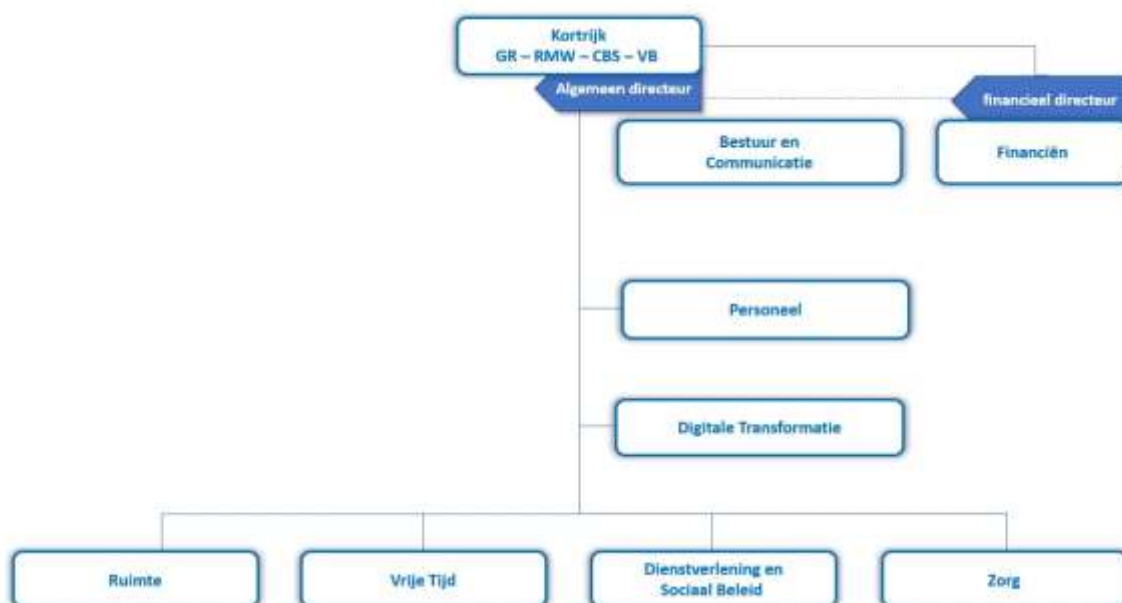 Kortrijk
GR – RMW – CBS – VB
Algemeen directeur
financieel directeur
Bestuur en
Communicatie
Financiën
Personeel
Digitale Transformatie
Ruimte
Vrije Tijd
Dienstverlening en
Sociaal Beleid
Zorg